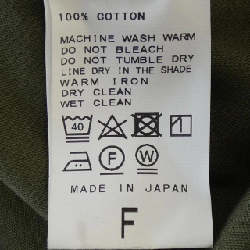 100% COTTON
MACHINE WASH WARM
DO NOT BLEACH
DO NOT TUMBLE DRY
LINE DRY IN THE SHADE
WARM IRON
DRY CLEAN
WET CLEAN
40
F W
MADE IN JAPAN
F